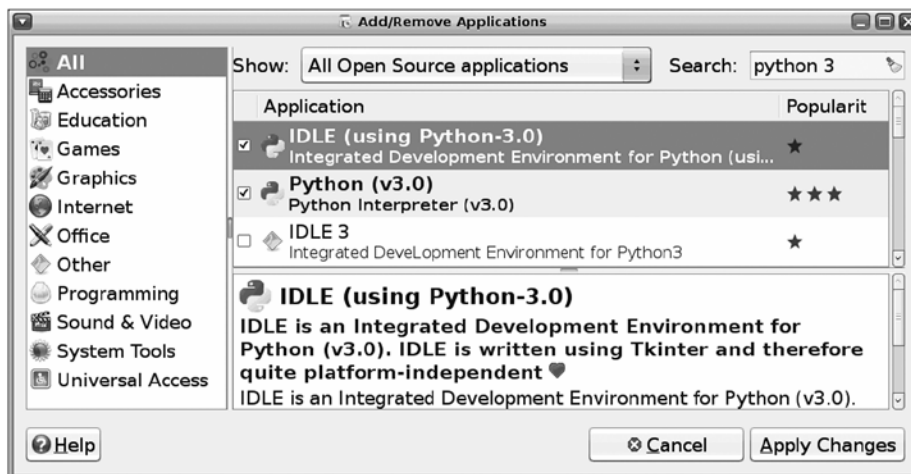 Add/Remove Applications
All
Accessories
Education
Games
Graphics
Internet
Office
Other
Programming
Sound & Video
System Tools
Universal Access
Show: All Open Source applications Search: python 3
Application Popularit
IDLE (using Python-3.0)
Integrated Development Environment for Python (usi...
Python (v3.0)
Python Interpreter (v3.0)
IDLE 3
Integrated DeveLopment Environment for Python3
IDLE (using Python-3.0)
IDLE is an Integrated Development Environment for
Python (v3.0). IDLE is written using Tkinter and therefore
quite platform-independent
IDLE is an Integrated Development Environment for Python (v3.0).
Help Cancel Apply Changes